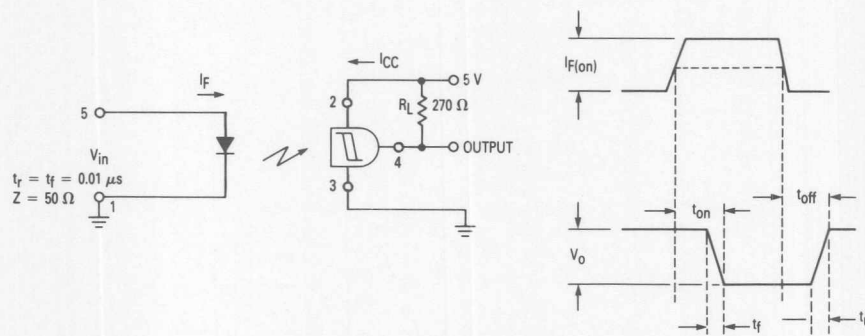 I_CC
I_F
5 V
2
R_L 270 Ω
5
OUTPUT
4
V_in
t_r = t_f = 0.01 μs
Z = 50 Ω
1
3
I_F(on)
t_on
t_off
V_o
t_f